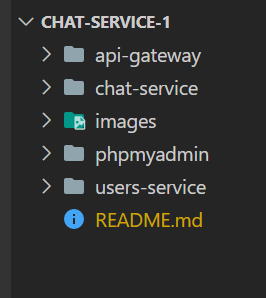 CHAT-SERVICE-1
api-gateway
chat-service
images
phpmyadmin
users-service
README.md